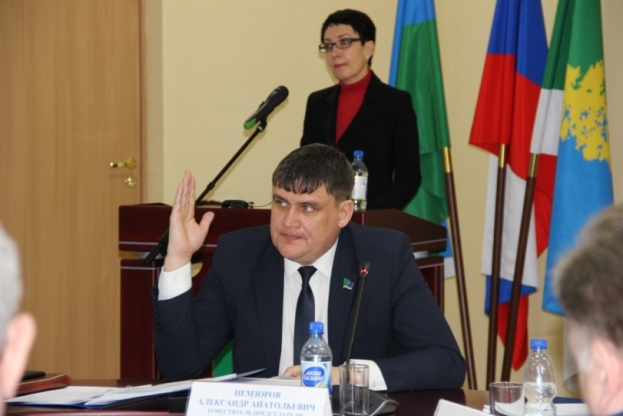 НЕМЗОРОВ
АЛЕКСАНДР АНАТОЛЬЕВИЧ
ЗАМЕСТИТЕЛЬ ПРЕДСЕДАТЕЛЯ